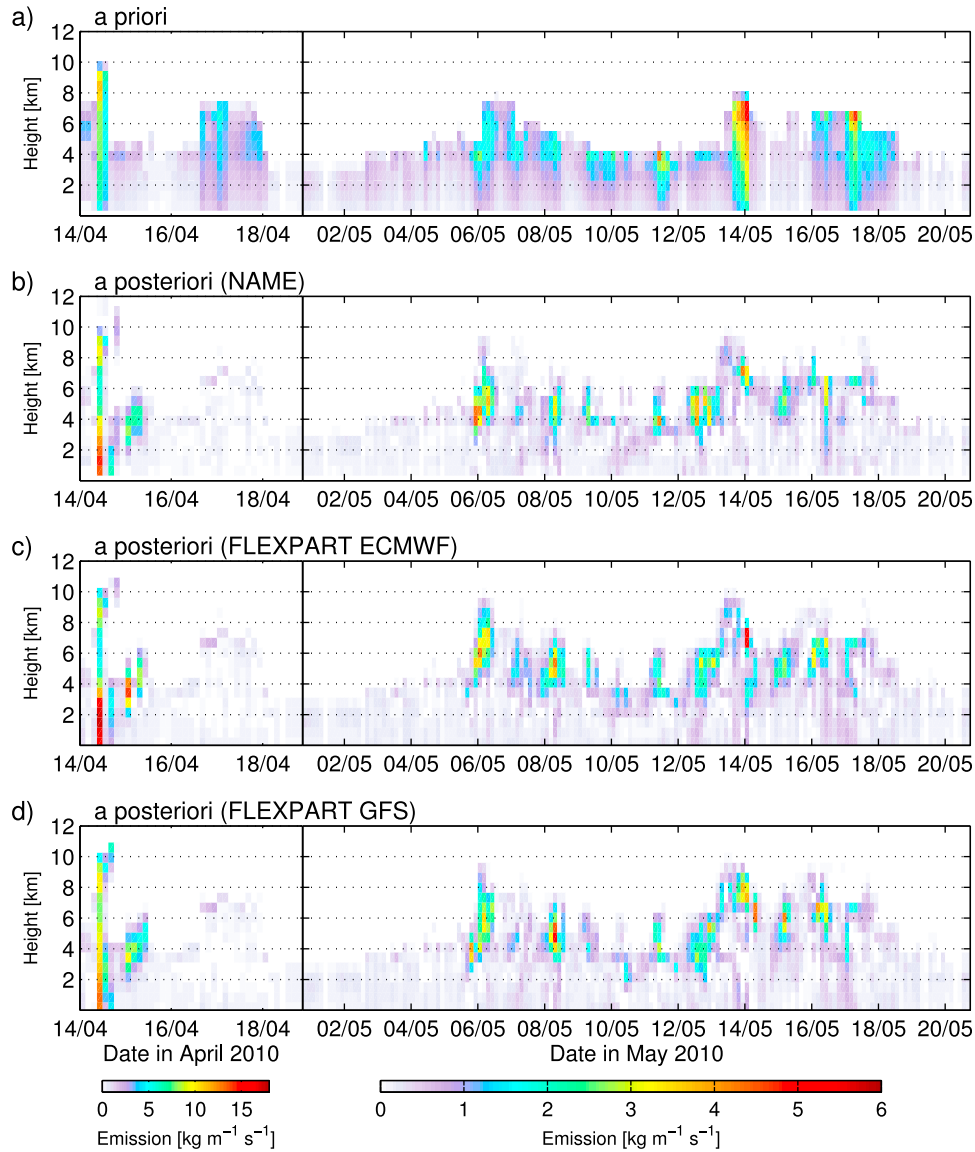 a) a priori
12
10
8
6
4
2
Height [km]
14/04 16/04 18/04 02/05 04/05 06/05 08/05 10/05 12/05 14/05 16/05 18/05 20/05
b) a posteriori (NAME)
12
10
8
6
4
2
Height [km]
14/04 16/04 18/04 02/05 04/05 06/05 08/05 10/05 12/05 14/05 16/05 18/05 20/05
c) a posteriori (FLEXPART ECMWF)
12
10
8
6
4
2
Height [km]
14/04 16/04 18/04 02/05 04/05 06/05 08/05 10/05 12/05 14/05 16/05 18/05 20/05
d) a posteriori (FLEXPART GFS)
12
10
8
6
4
2
Height [km]
14/04 16/04 18/04 02/05 04/05 06/05 08/05 10/05 12/05 14/05 16/05 18/05 20/05
Date in April 2010 Date in May 2010
0 5 10 15 0 1 2 3 4 5 6
Emission [kg m⁻¹ s⁻¹] Emission [kg m⁻¹ s⁻¹]